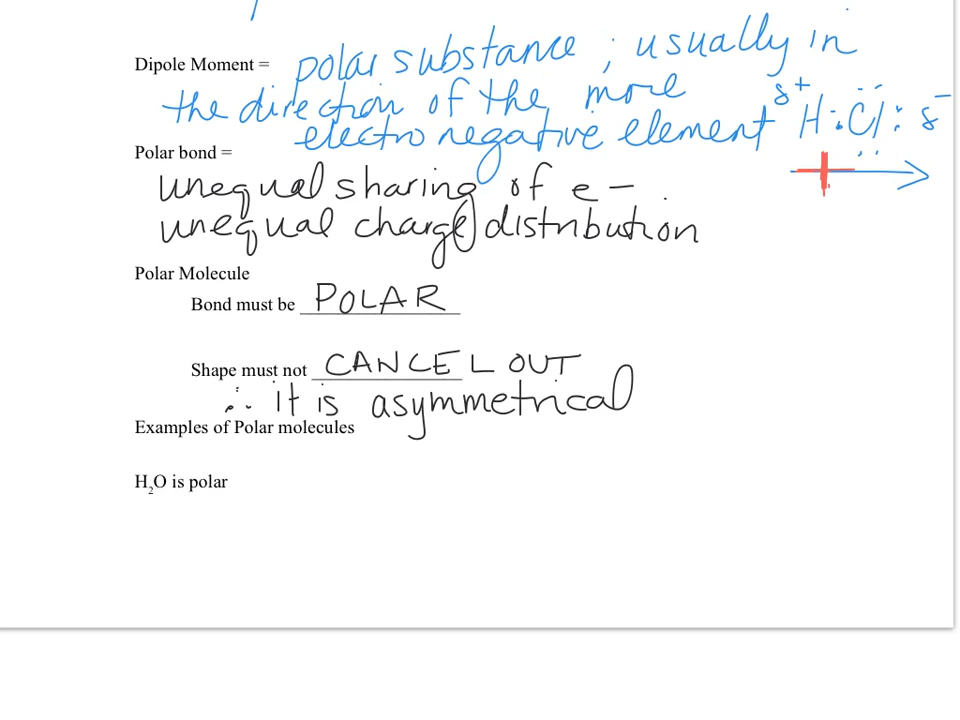 Dipole Moment = polar substance ; usually in
the direction of the more
electronegative element δ+ H:Cl: δ-
Polar bond =
unequal sharing of e-
unequal charge distribution
Polar Molecule
Bond must be POLAR
Shape must not CANCEL OUT
∴ it is asymmetrical
Examples of Polar molecules
H₂O is polar